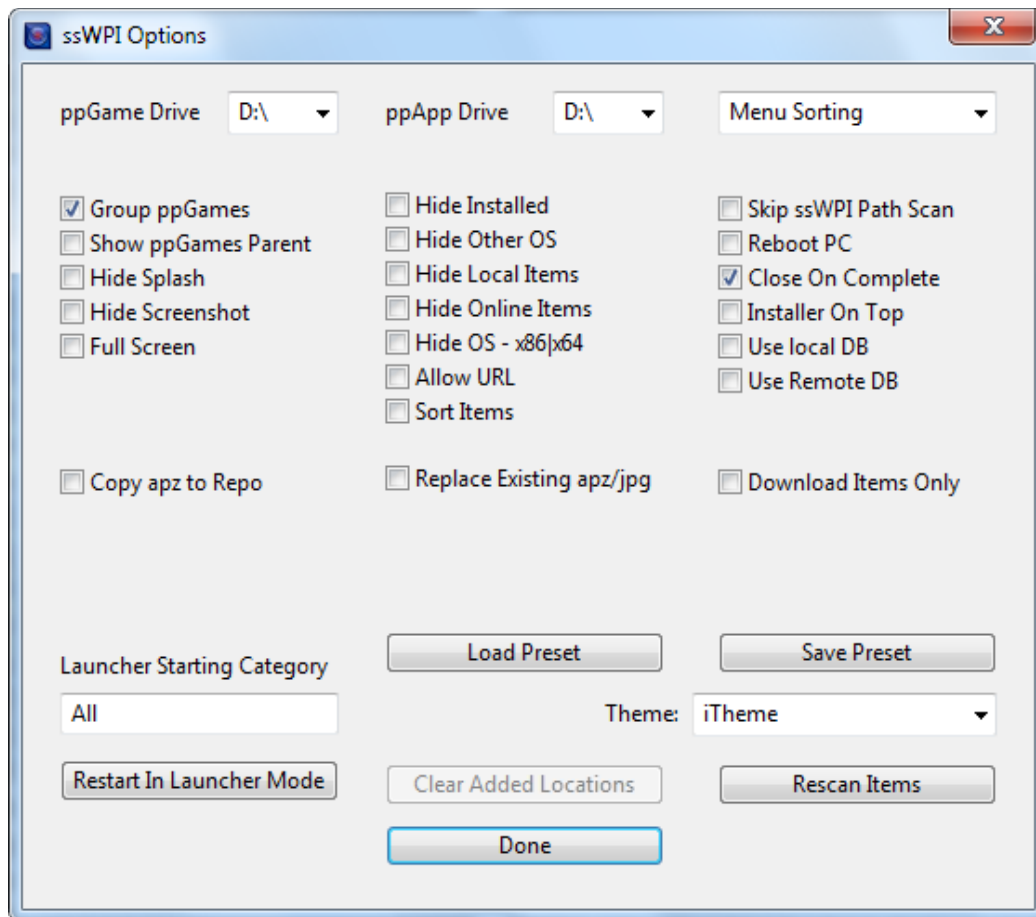 ssWPI Options
ppGame Drive D:\ ppApp Drive D:\ Menu Sorting
Group ppGames
Show ppGames Parent
Hide Splash
Hide Screenshot
Full Screen
Hide Installed
Hide Other OS
Hide Local Items
Hide Online Items
Hide OS - x86|x64
Allow URL
Sort Items
Skip ssWPI Path Scan
Reboot PC
Close On Complete
Installer On Top
Use local DB
Use Remote DB
Copy apz to Repo
Replace Existing apz/jpg
Download Items Only
Launcher Starting Category
Load Preset
Save Preset
All
Theme: iTheme
Restart In Launcher Mode
Clear Added Locations
Rescan Items
Done